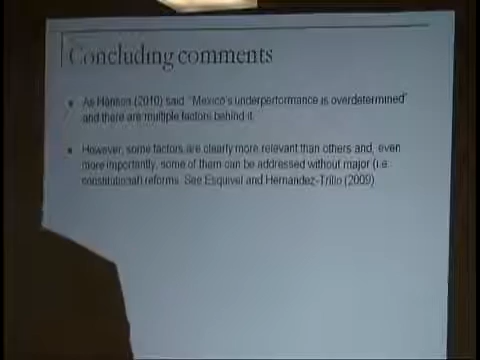 Concluding comments
As Hanson (2010) said "Mexico's underperformance is overdetermined"
and there are multiple factors behind it.
However, some factors are clearly more relevant than others and, even
more importantly, some of them can be addressed without major (i.e.
constitutional) reforms. See Esquivel and Hernandez-Trillo (2009)